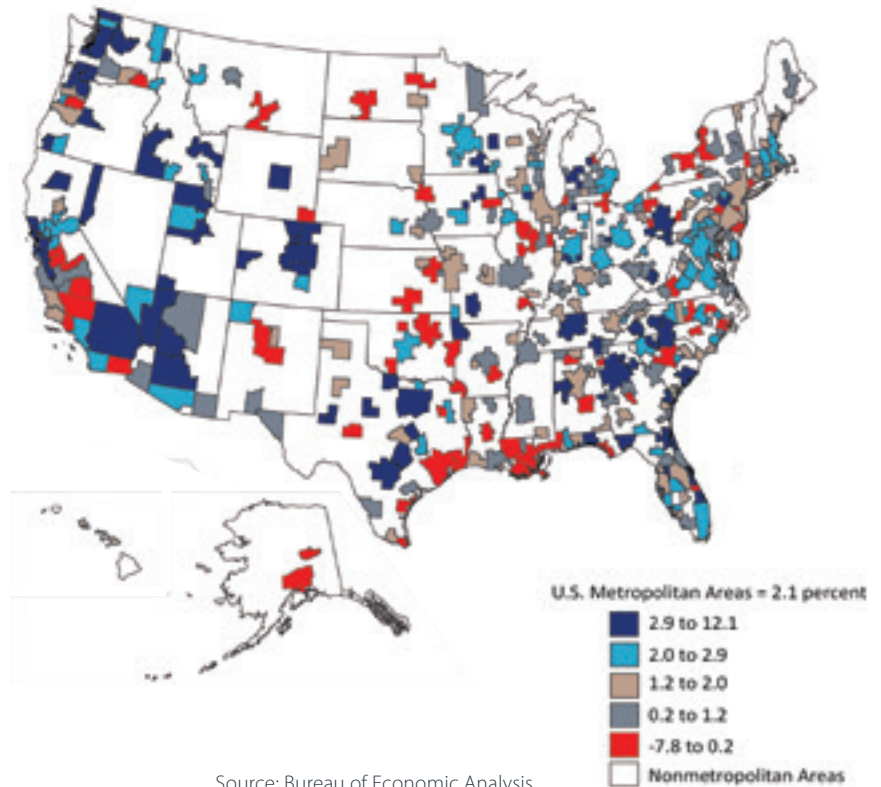 U.S. Metropolitan Areas = 2.1 percent
2.9 to 12.1
2.0 to 2.9
1.2 to 2.0
0.2 to 1.2
-7.8 to 0.2
Nonmetropolitan Areas
Source: Bureau of Economic Analysis